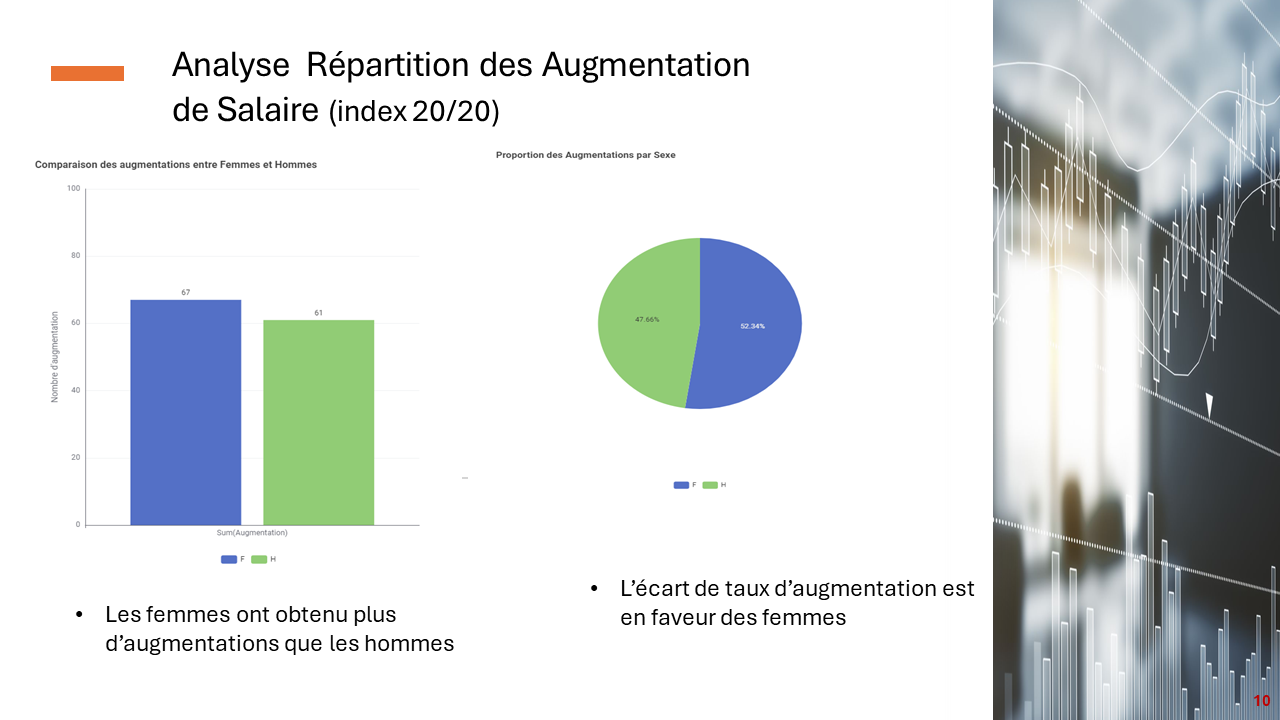 Analyse  Répartition des Augmentation
de Salaire (index 20/20)
Comparaison des augmentations entre Femmes et Hommes
100
80
60
40
20
0
Nombre d'augmentation
67
61
Sum(Augmentation)
F H
Proportion des Augmentations par Sexe
47.66%
52.34%
F H
• Les femmes ont obtenu plus
d’augmentations que les hommes
• L’écart de taux d’augmentation est
en faveur des femmes
10